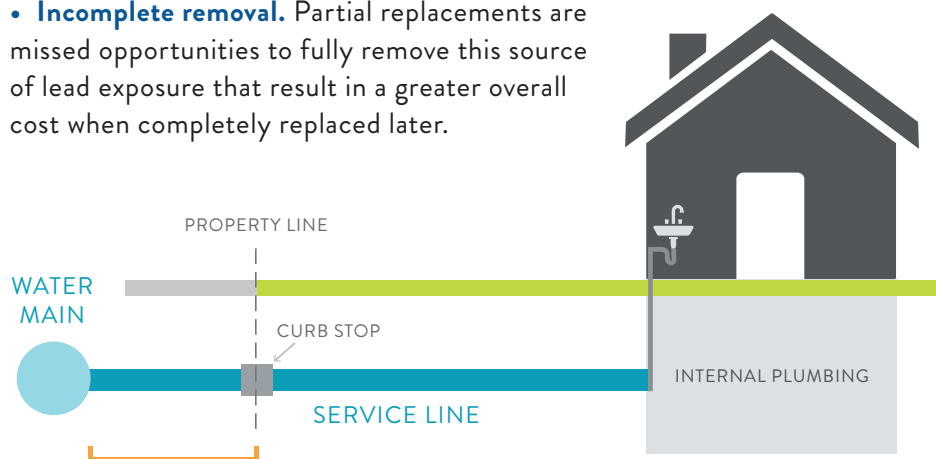 • Incomplete removal. Partial replacements are
missed opportunities to fully remove this source
of lead exposure that result in a greater overall
cost when completely replaced later.
PROPERTY LINE
WATER
MAIN
CURB STOP
INTERNAL PLUMBING
SERVICE LINE